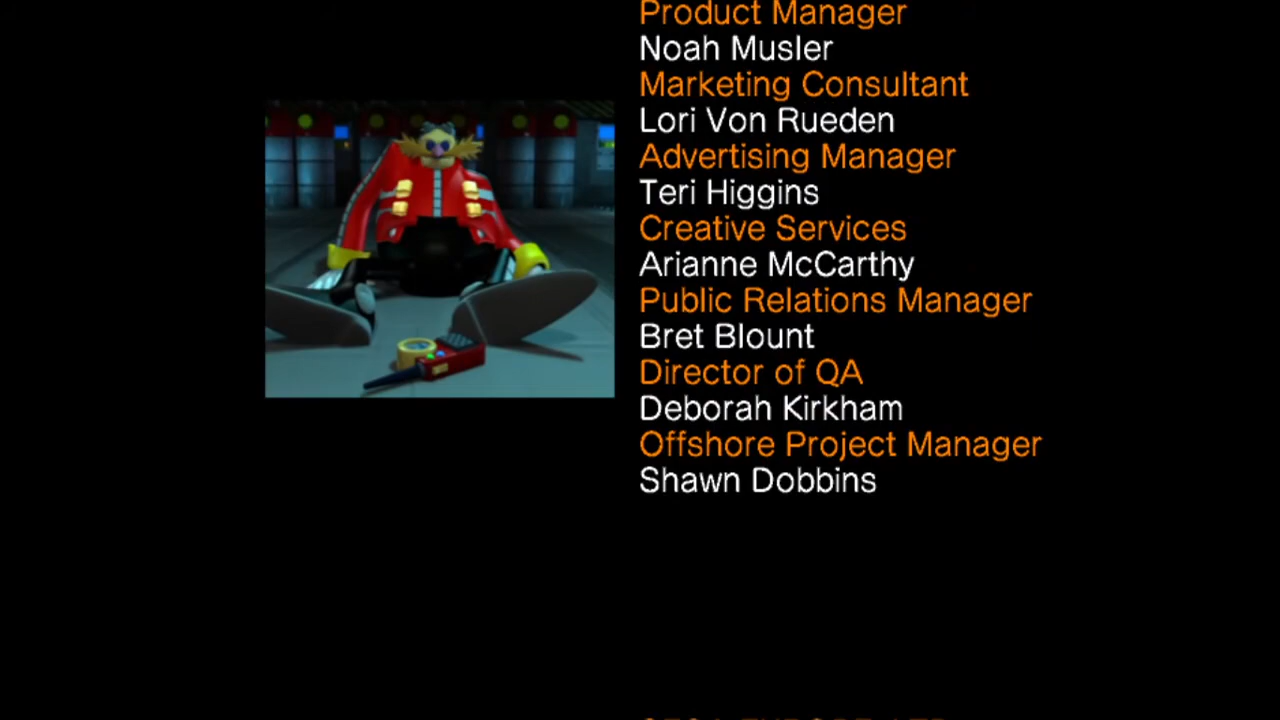 Product Manager
Noah Musler
Marketing Consultant
Lori Von Rueden
Advertising Manager
Teri Higgins
Creative Services
Arianne McCarthy
Public Relations Manager
Bret Blount
Director of QA
Deborah Kirkham
Offshore Project Manager
Shawn Dobbins